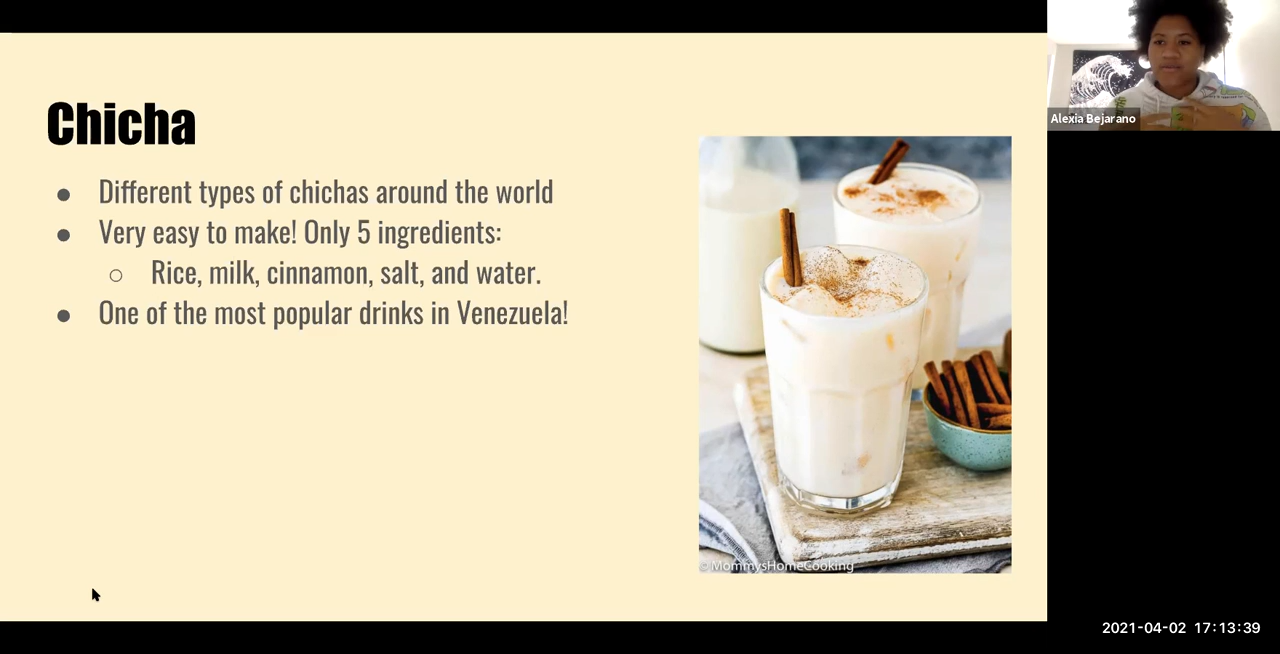 Chicha
● Different types of chichas around the world
● Very easy to make! Only 5 ingredients:
○ Rice, milk, cinnamon, salt, and water.
● One of the most popular drinks in Venezuela!
© MommysHomeCooking
Alexia Bejarano
2021-04-02 17:13:39